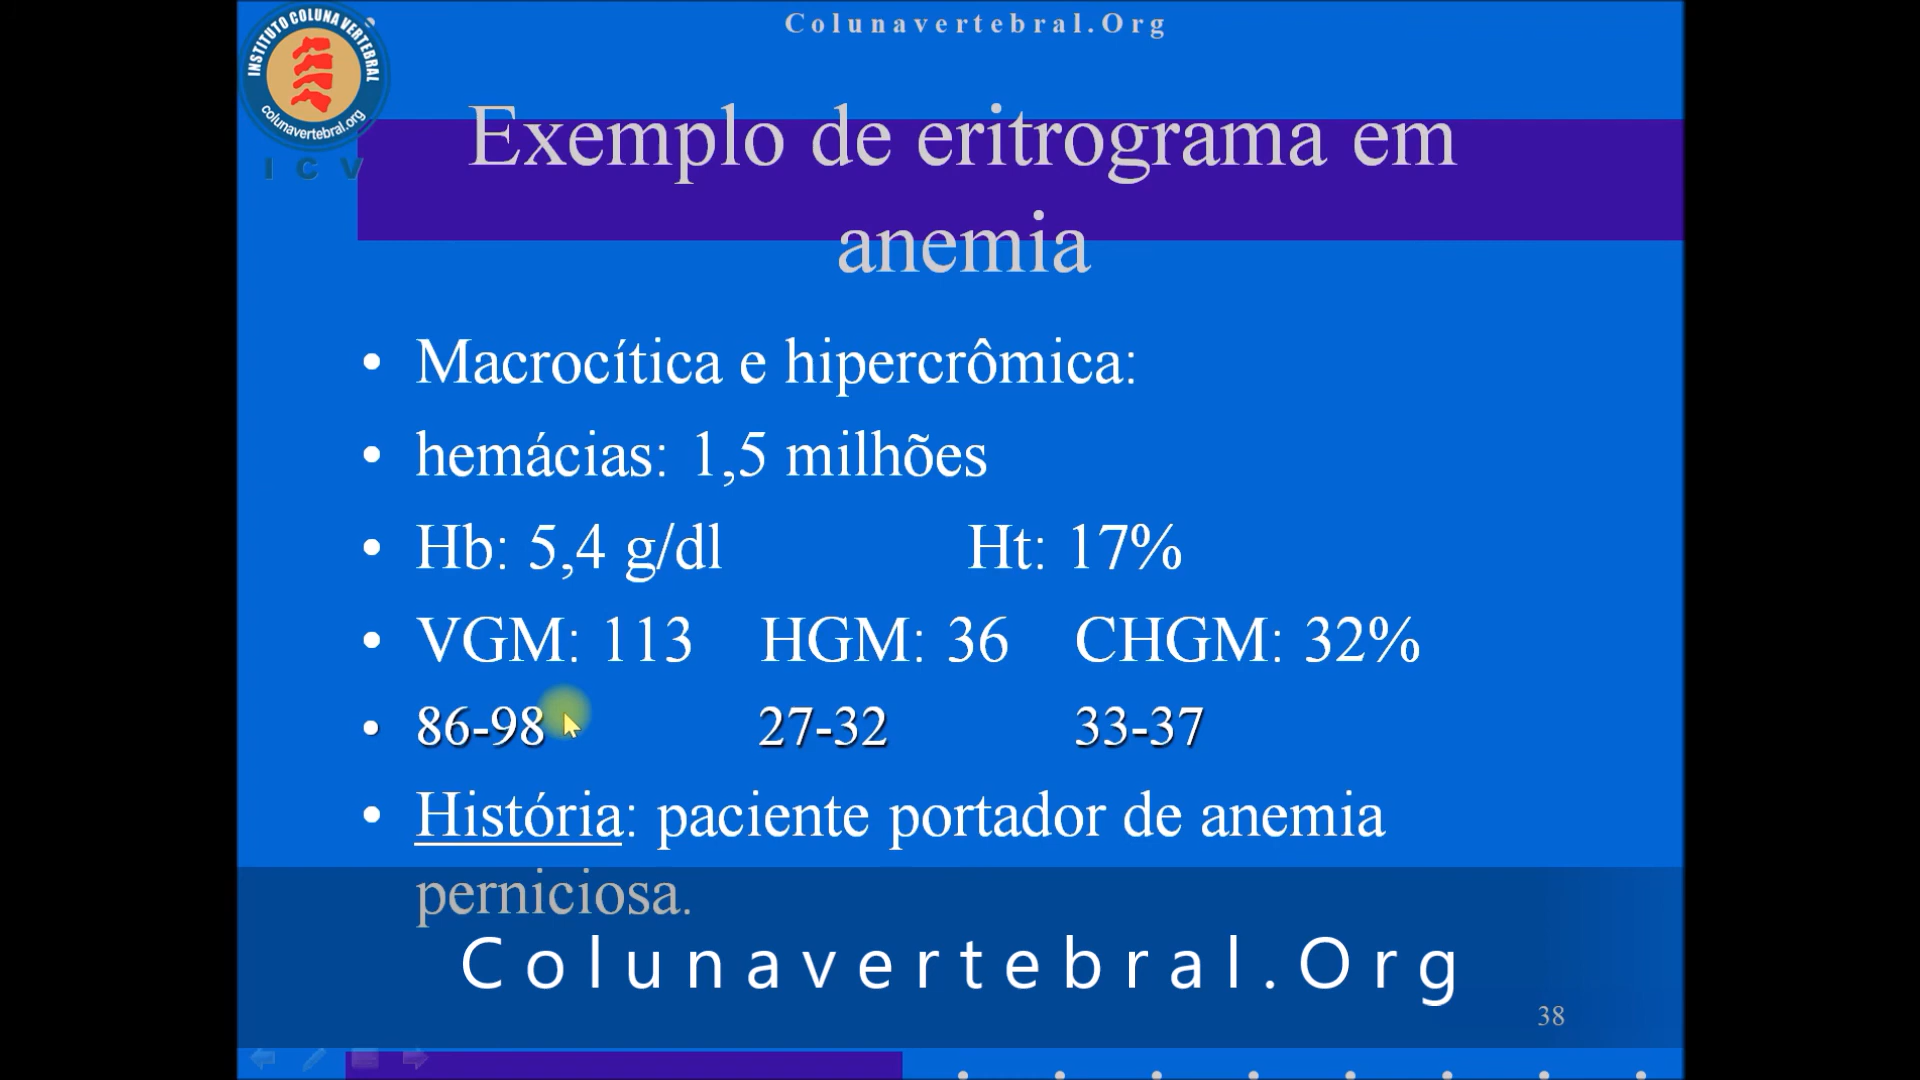 Colunavertebral.Org
INSTITUTO COLUNA VERTEBRAL
colunavertebral.org
I C V
Exemplo de eritrograma em
anemia
• Macrocítica e hipercrômica:
• hemácias: 1,5 milhões
• Hb: 5,4 g/dl Ht: 17%
• VGM: 113 HGM: 36 CHGM: 32%
• 86-98 27-32 33-37
• História: paciente portador de anemia
perniciosa.
Colunavertebral.Org
38